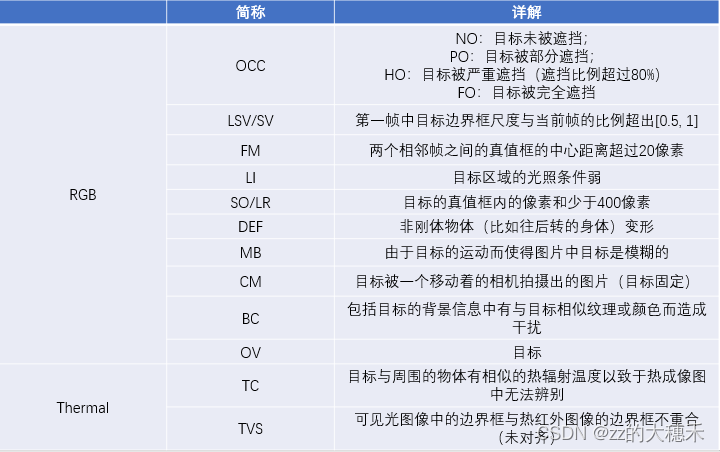 简称 详解
RGB
OCC
NO：目标未被遮挡；
PO：目标被部分遮挡；
HO：目标被严重遮挡（遮挡比例超过80%）
FO：目标被完全遮挡
LSV/SV 第一帧中目标边界框尺度与当前帧的比例超出[0.5, 1]
FM 两个相邻帧之间的真值框的中心距离超过20像素
LI 目标区域的光照条件弱
SO/LR 目标的真值框内的像素和少于400像素
DEF 非刚体物体（比如往后转的身体）变形
MB 由于目标的运动而使得图片中目标是模糊的
CM 目标被一个移动着的相机拍摄出的图片（目标固定）
BC 包括目标的背景信息中有与目标相似纹理或颜色而造成
干扰
OV 目标
Thermal
TC 目标与周围的物体有相似的热辐射温度以致于热成像图
中无法辨别
TVS 可见光图像中的边界框与热红外图像的边界框不重合
（未对齐）
CSDN @zz的大穗禾